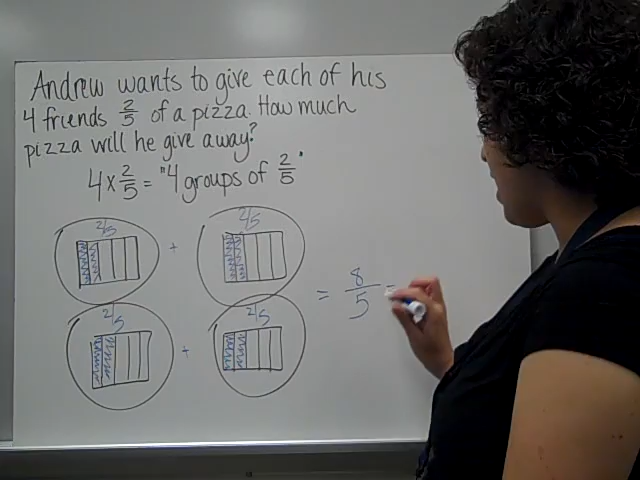 Andrew wants to give each of his
4 friends 2/5 of a pizza. How much
pizza will he give away?
4 x 2/5 = "4 groups of 2/5"
2/5 + 2/5
2/5 + 2/5 = 8/5 =